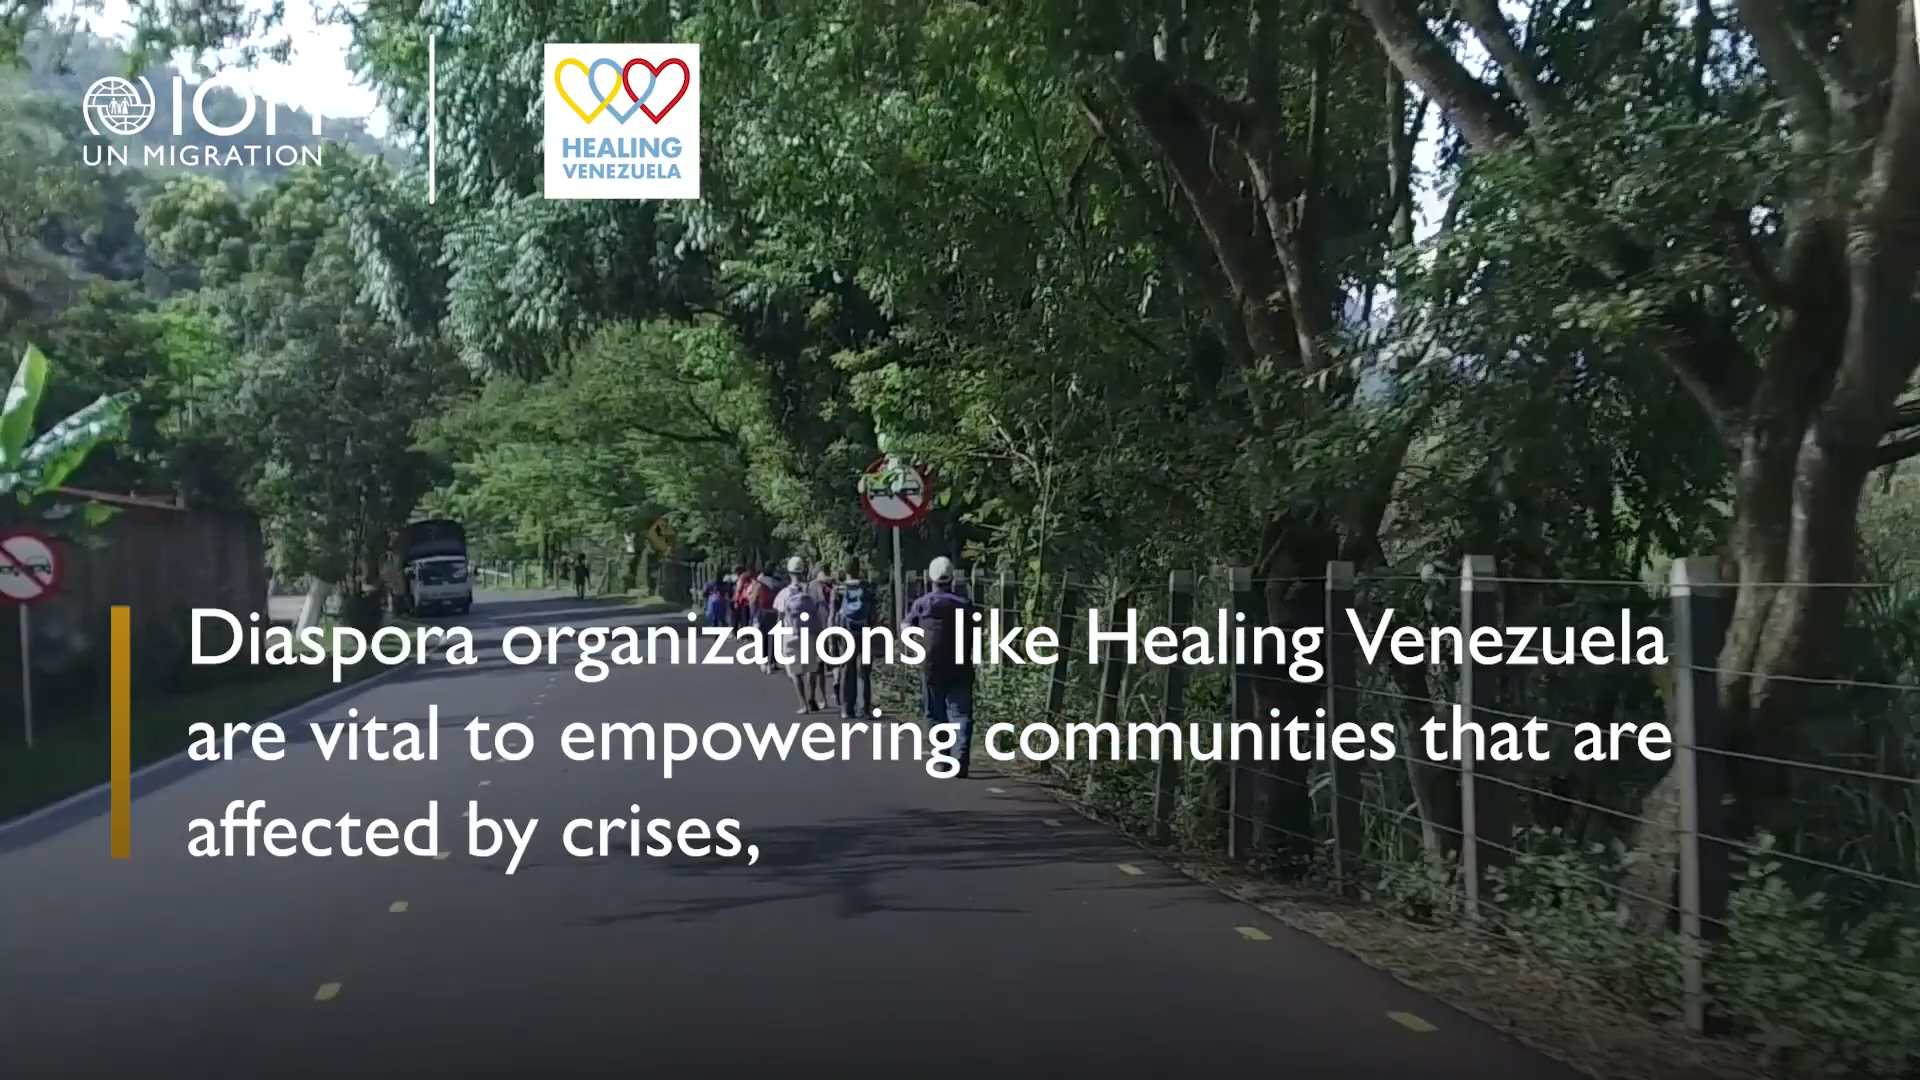 IOM
UN MIGRATION
HEALING
VENEZUELA
Diaspora organizations like Healing Venezuela
are vital to empowering communities that are
affected by crises,